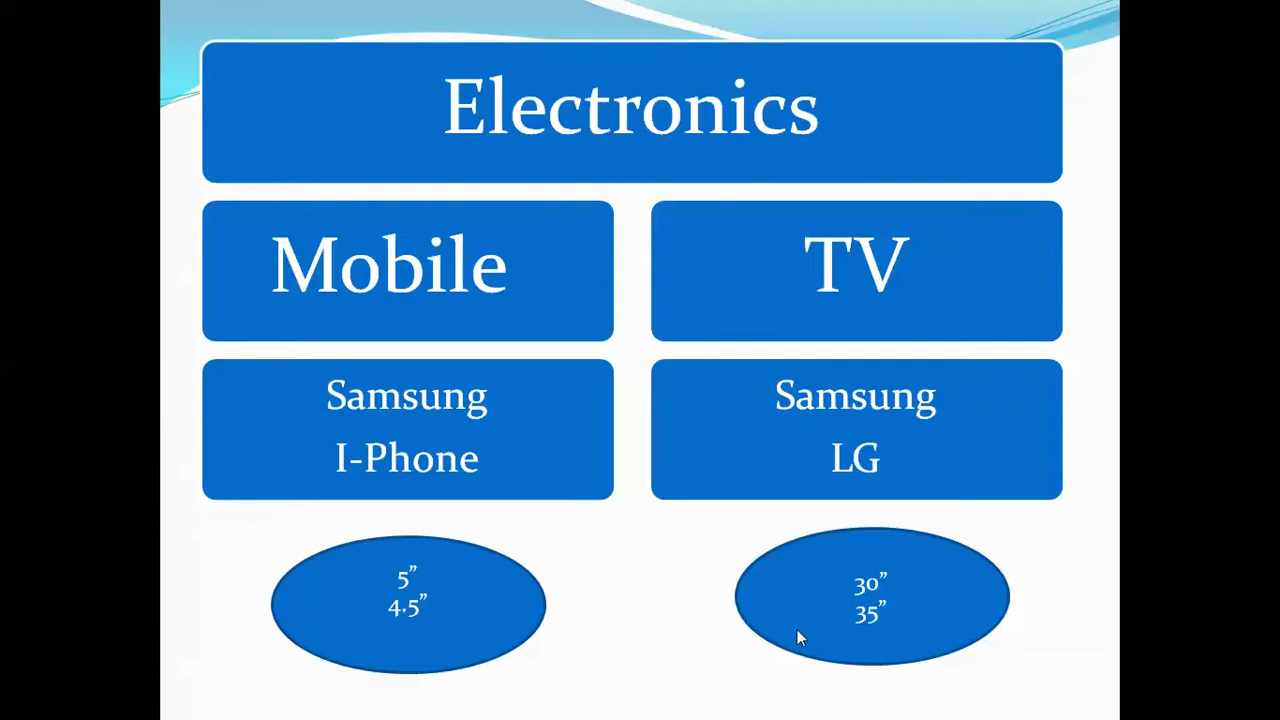 Electronics
Mobile
TV
Samsung
I-Phone
Samsung
LG
5”
4.5”
30”
35”